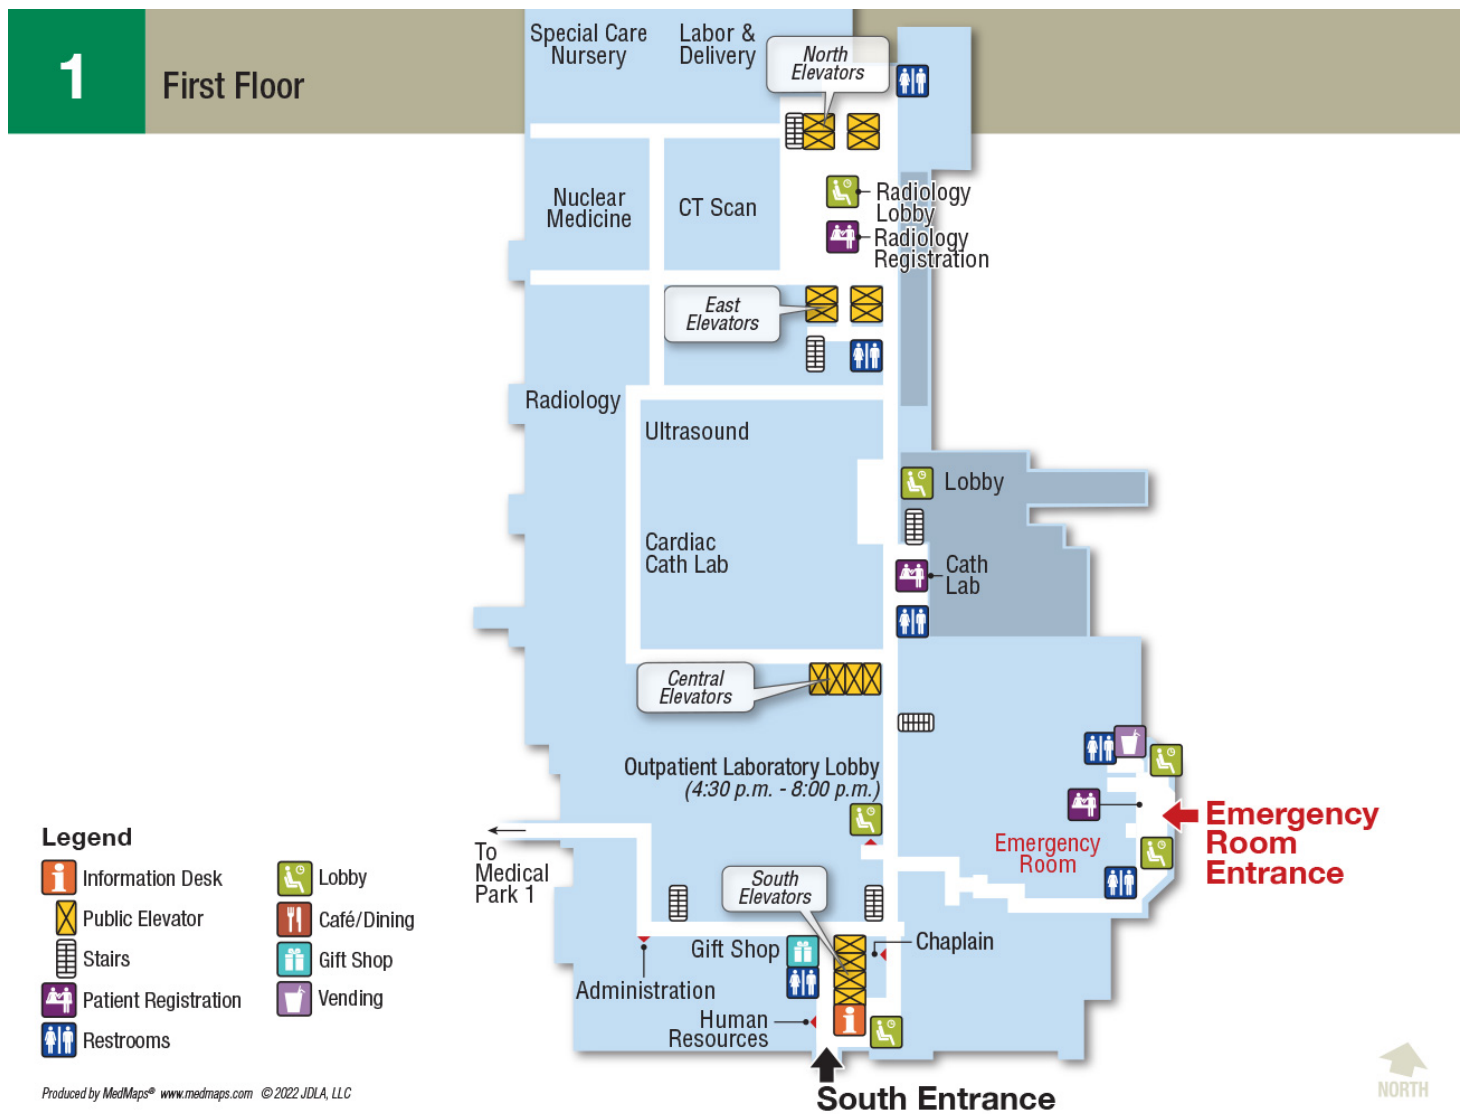 1
First Floor
Special Care
Nursery
Labor &
Delivery
North
Elevators
Nuclear
Medicine
CT Scan
Radiology
Lobby
Radiology
Registration
East
Elevators
Radiology
Ultrasound
Lobby
Cardiac
Cath Lab
Cath
Lab
Central
Elevators
Outpatient Laboratory Lobby
(4:30 p.m. - 8:00 p.m.)
Emergency
Room
Emergency
Room
Entrance
To
Medical
Park 1
South
Elevators
Gift Shop
Chaplain
Administration
Human
Resources
South Entrance
Legend
Information Desk
Public Elevator
Stairs
Patient Registration
Restrooms
Lobby
Café/Dining
Gift Shop
Vending
Produced by MedMaps® www.medmaps.com © 2022 JDLA, LLC
NORTH